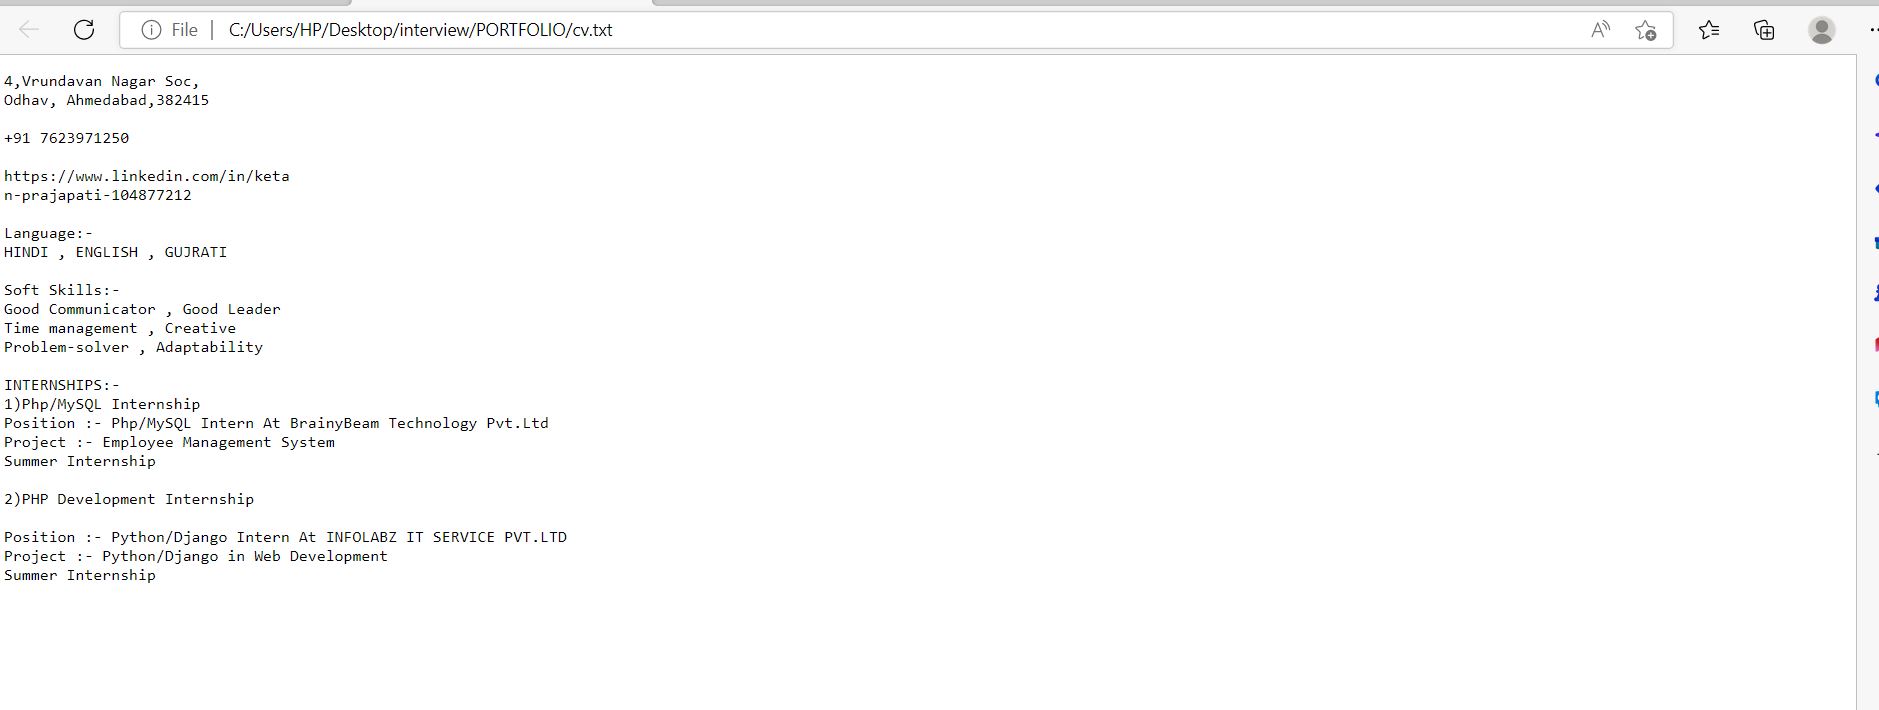 File
C:/Users/HP/Desktop/interview/PORTFOLIO/cv.txt
4,Vrundavan Nagar Soc,
Odhav, Ahmedabad,382415
+91 7623971250
https://www.linkedin.com/in/keta
n-prajapati-104877212
Language:-
HINDI , ENGLISH , GUJRATI
Soft Skills:-
Good Communicator , Good Leader
Time management , Creative
Problem-solver , Adaptability
INTERNSHIPS:-
1)Php/MySQL Internship
Position :- Php/MySQL Intern At BrainyBeam Technology Pvt.Ltd
Project :- Employee Management System
Summer Internship
2)PHP Development Internship
Position :- Python/Django Intern At INFOLABZ IT SERVICE PVT.LTD
Project :- Python/Django in Web Development
Summer Internship